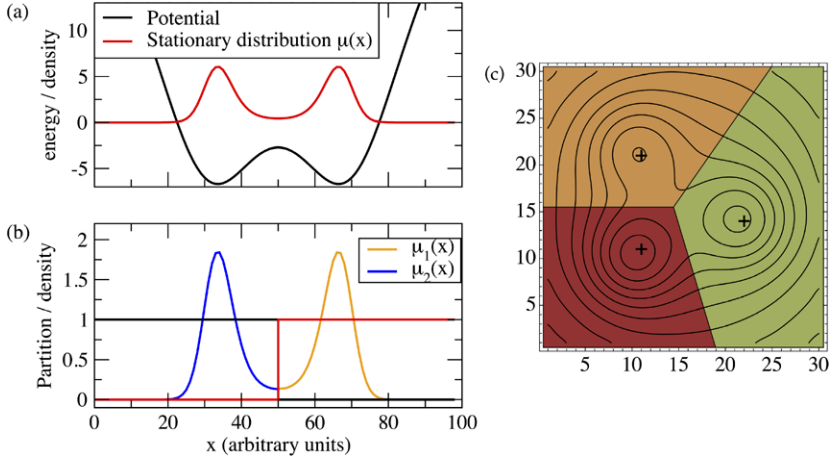 (a)
Potential
Stationary distribution μ(x)
energy / density
10
5
0
-5
(b)
μ₁(x)
μ₂(x)
Partition / density
2
1.5
1
0.5
0
0 20 40 60 80 100
x (arbitrary units)
(c)
30
25
20
15
10
5
5 10 15 20 25 30